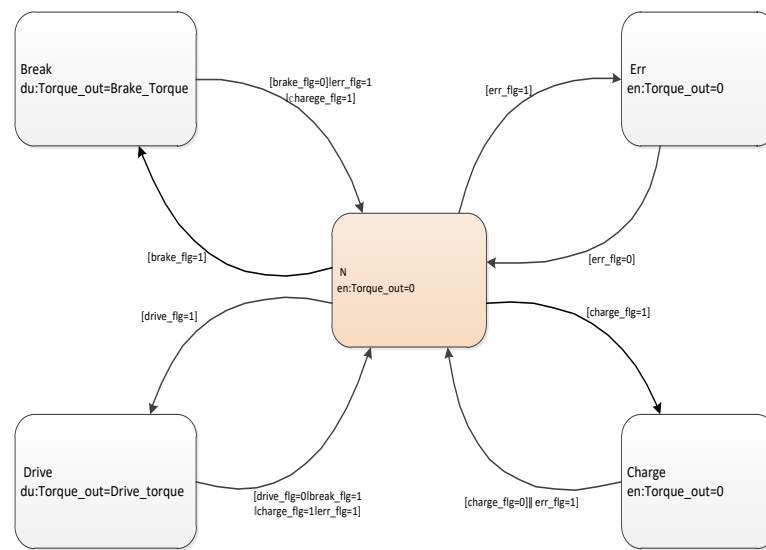 Break
du:Torque_out=Brake_Torque
[brake_flg=0]|err_flg=1
|charege_flg=1]
[err_flg=1]
Err
en:Torque_out=0
[brake_flg=1]
N
en:Torque_out=0
[err_flg=0]
[drive_flg=1]
[charge_flg=1]
Drive
du:Torque_out=Drive_torque
[drive_flg=0|break_flg=1
|charge_flg=1|err_flg=1]
[charge_flg=0]|| err_flg=1]
Charge
en:Torque_out=0